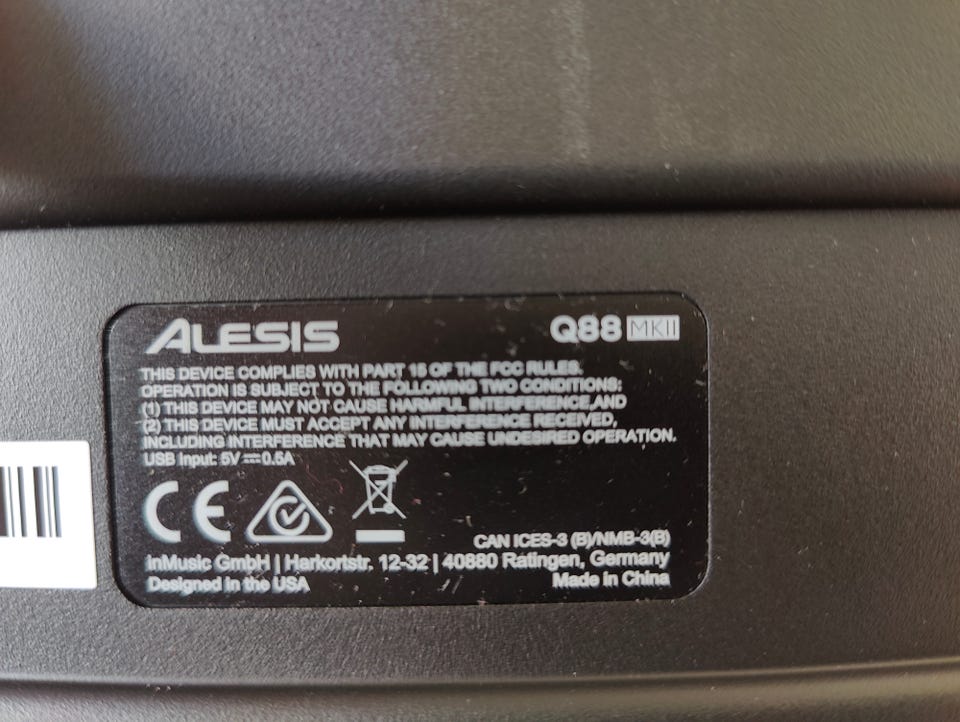 ALESIS
Q88 MKII
THIS DEVICE COMPLIES WITH PART 15 OF THE FCC RULES.
OPERATION IS SUBJECT TO THE FOLLOWING TWO CONDITIONS:
(1) THIS DEVICE MAY NOT CAUSE HARMFUL INTERFERENCE,AND
(2) THIS DEVICE MUST ACCEPT ANY INTERFERENCE RECEIVED,
INCLUDING INTERFERENCE THAT MAY CAUSE UNDESIRED OPERATION.
USB Input: 5V ⎓ 0.5A
CE
CAN ICES-3 (B)/NMB-3(B)
inMusic GmbH | Harkortstr. 12-32 | 40880 Ratingen, Germany
Designed in the USA
Made in China